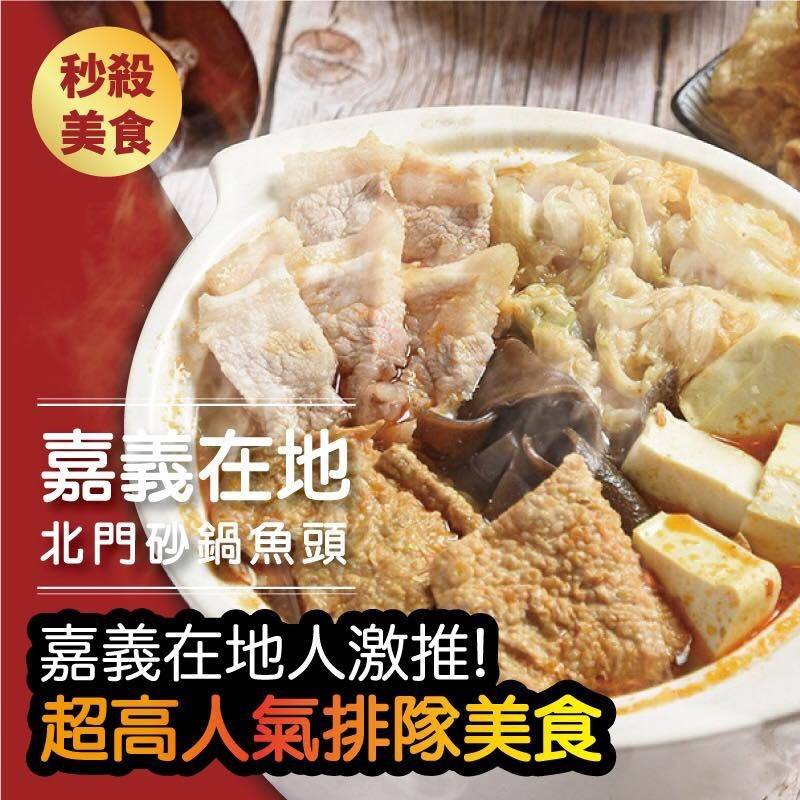 秒殺
美食
嘉義在地
北門砂鍋魚頭
嘉義在地人激推!
超高人氣排隊美食